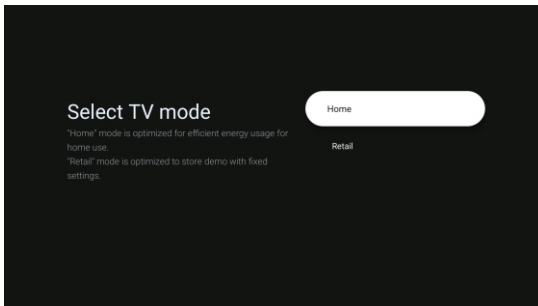 Select TV mode
"Home" mode is optimized for efficient energy usage for
home use.
"Retail" mode is optimized to store demo with fixed
settings.
Home
Retail